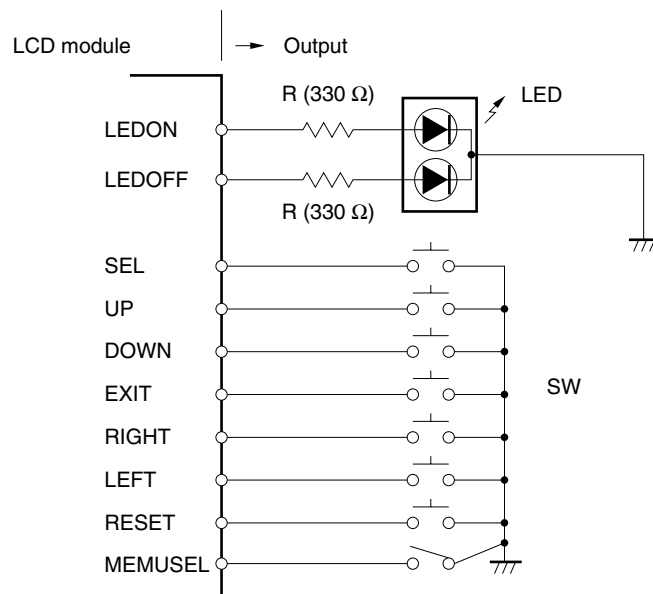 LCD module
Output
R (330 Ω)
LED
LEDON
LEDOFF
R (330 Ω)
SEL
UP
DOWN
EXIT
SW
RIGHT
LEFT
RESET
MEMUSEL